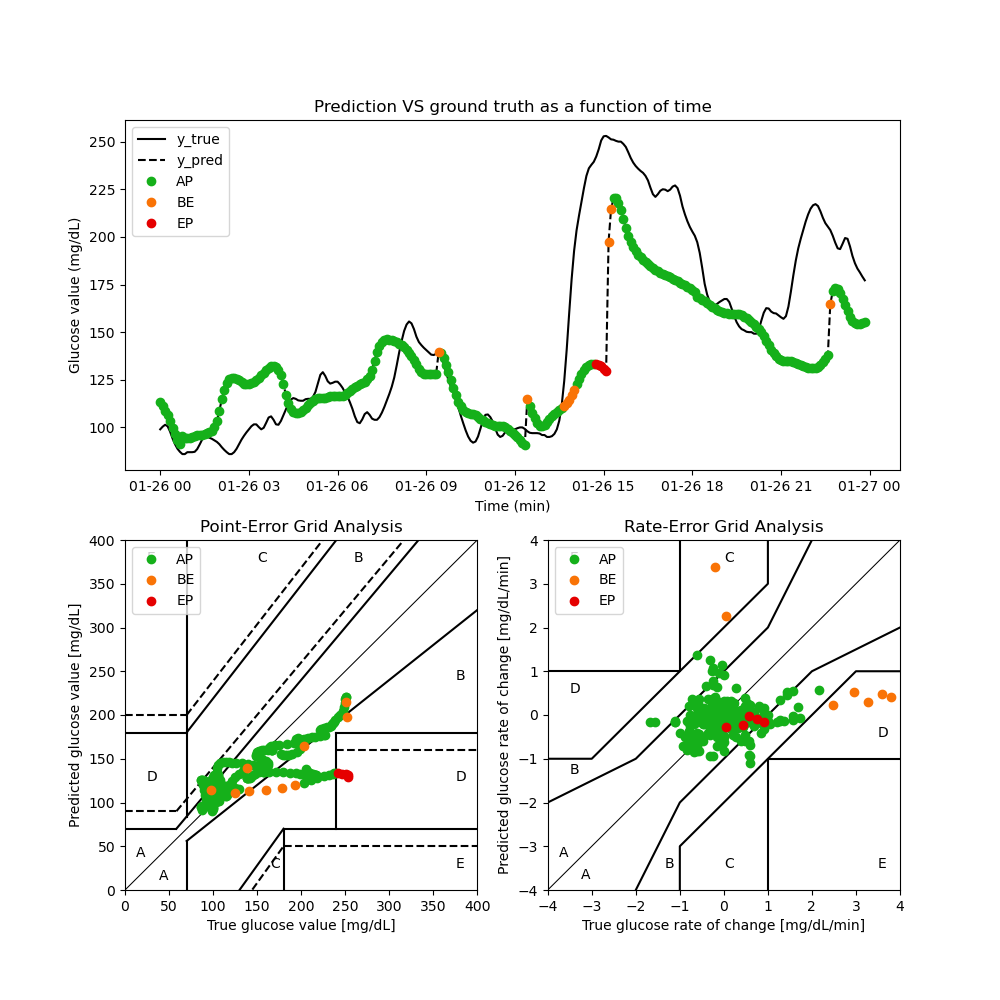 Prediction VS ground truth as a function of time
Glucose value (mg/dL)
250
225
200
175
150
125
100
y_true
y_pred
AP
BE
EP
01-26 00 01-26 03 01-26 06 01-26 09 01-26 12 01-26 15 01-26 18 01-26 21 01-27 00
Time (min)
Point-Error Grid Analysis
Predicted glucose value [mg/dL]
400
350
300
250
200
150
100
50
0
AP
BE
EP
C
B
B
D
D
A
A
C
E
0 50 100 150 200 250 300 350 400
True glucose value [mg/dL]
Rate-Error Grid Analysis
Predicted glucose rate of change [mg/dL/min]
4
3
2
1
0
−1
−2
−3
−4
AP
BE
EP
C
D
D
B
A
A
B
C
E
−4 −3 −2 −1 0 1 2 3 4
True glucose rate of change [mg/dL/min]